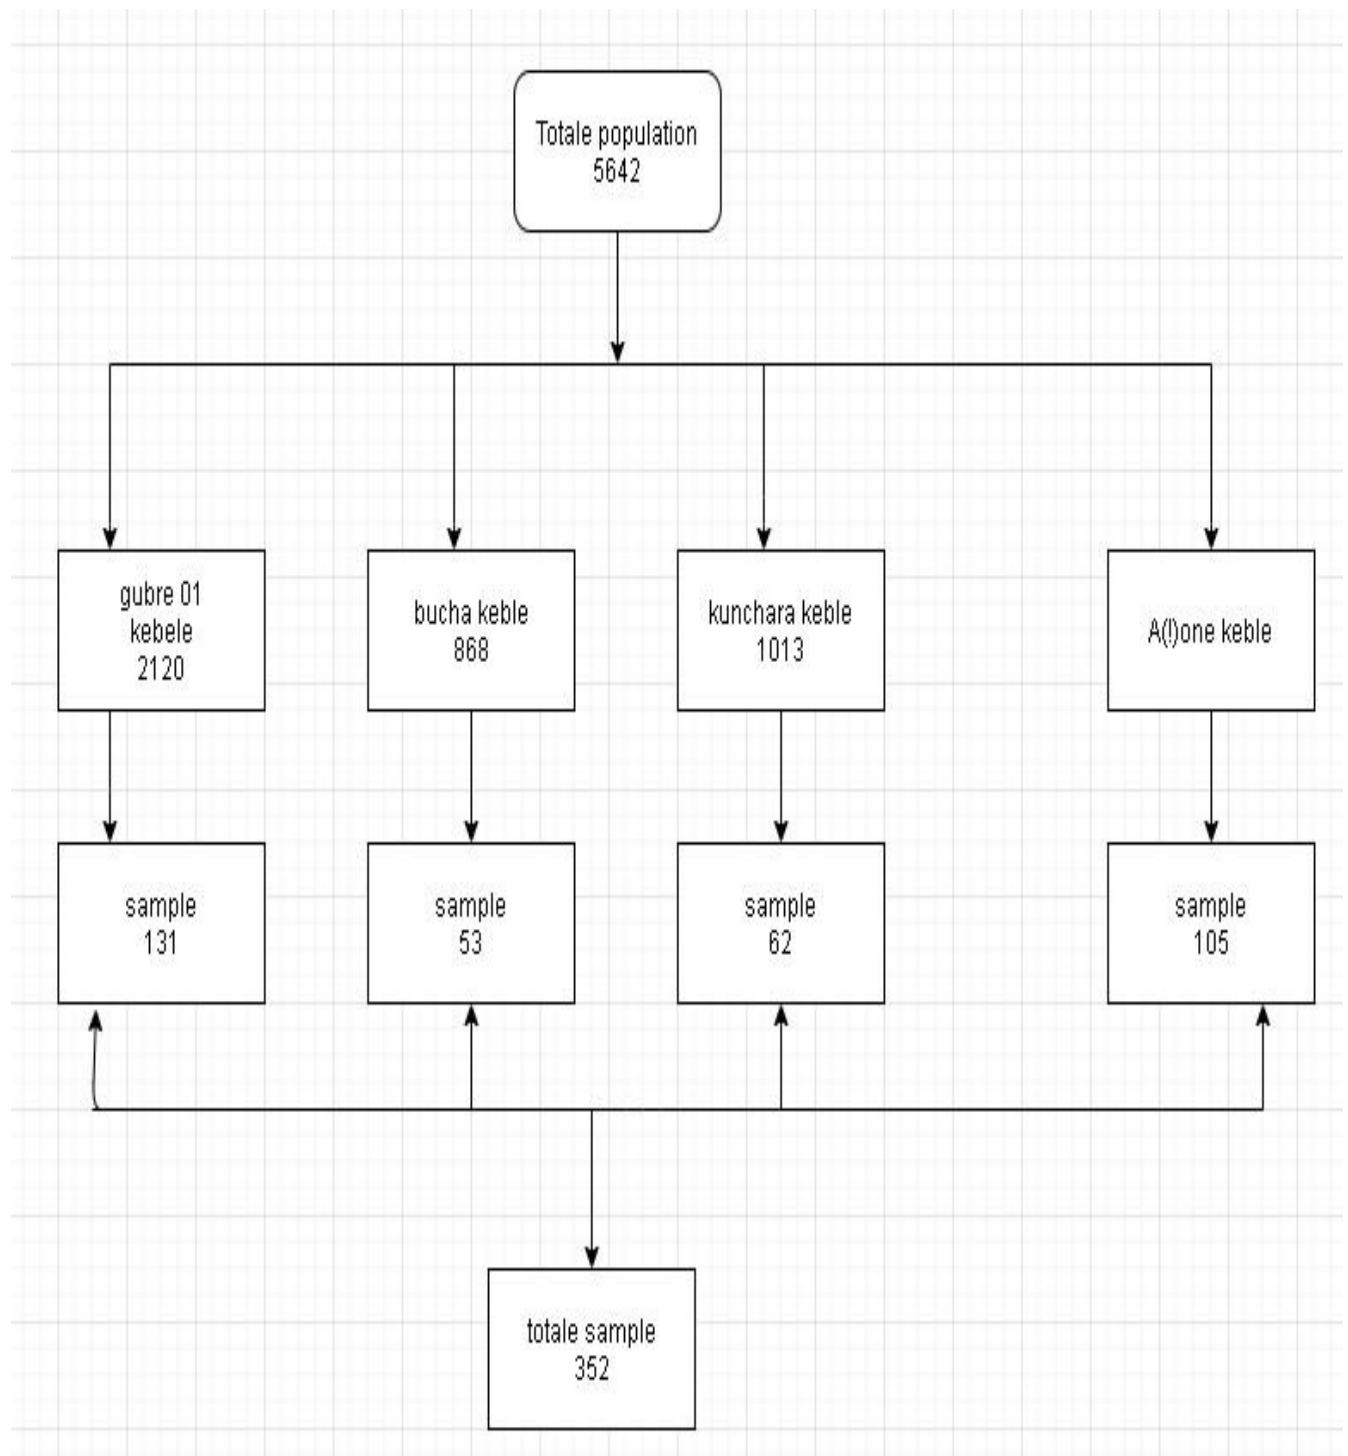 Totale population
5642
gubre 01
kebele
2120
bucha keble
868
kunchara keble
1013
A(!)one keble
sample
131
sample
53
sample
62
sample
105
totale sample
352